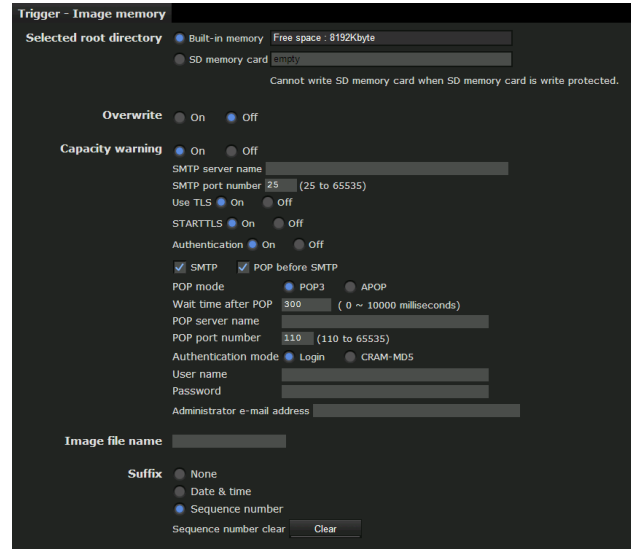 Trigger - Image memory
Selected root directory Built-in memory Free space : 8192Kbyte
SD memory card empty
Cannot write SD memory card when SD memory card is write protected.
Overwrite On Off
Capacity warning On Off
SMTP server name
SMTP port number 25 (25 to 65535)
Use TLS On Off
STARTTLS On Off
Authentication On Off
SMTP POP before SMTP
POP mode POP3 APOP
Wait time after POP 300 ( 0 ~ 10000 milliseconds)
POP server name
POP port number 110 (110 to 65535)
Authentication mode Login CRAM-MD5
User name
Password
Administrator e-mail address
Image file name
Suffix None
Date & time
Sequence number
Sequence number clear Clear